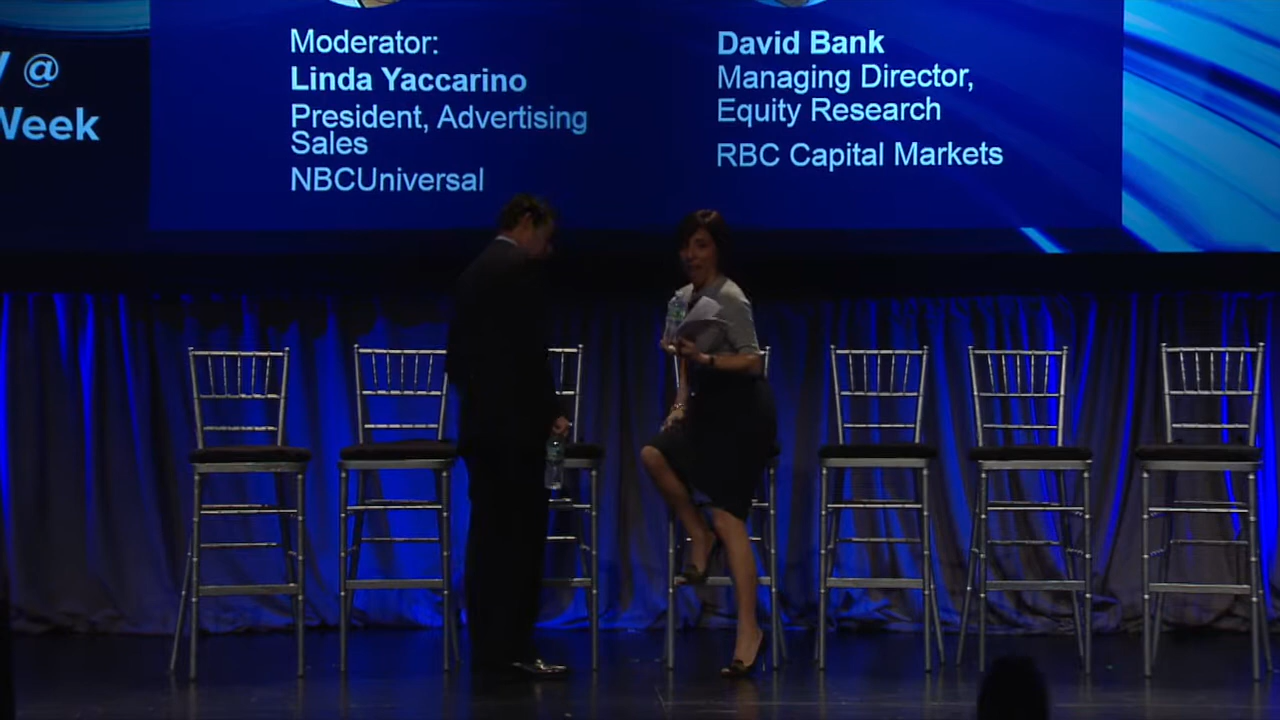 @
Week
Moderator:
Linda Yaccarino
President, Advertising
Sales
NBCUniversal
David Bank
Managing Director,
Equity Research
RBC Capital Markets